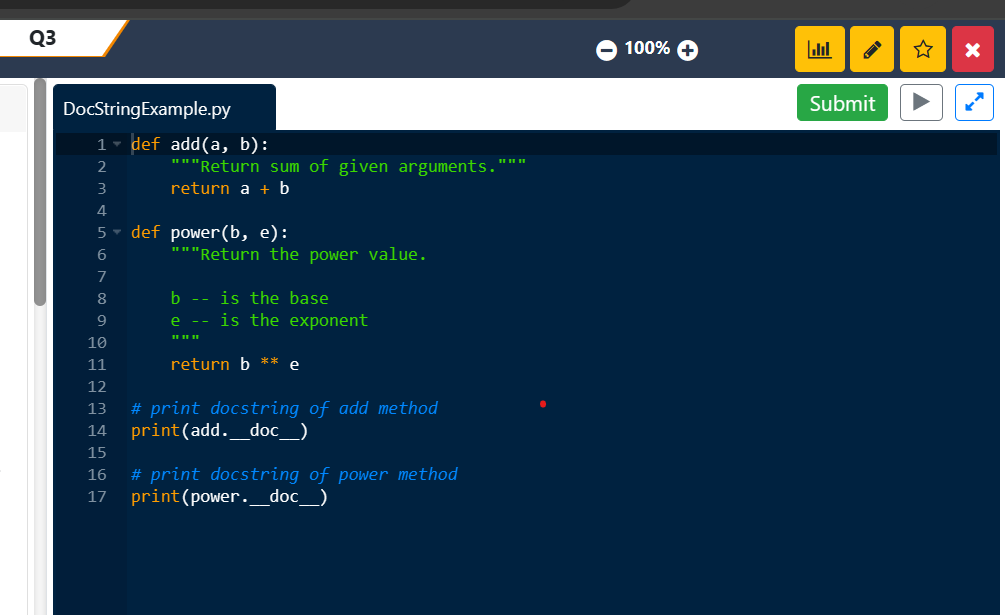 Q3
100%
DocStringExample.py
Submit
1 def add(a, b):
2     """Return sum of given arguments."""
3     return a + b
4
5 def power(b, e):
6     """Return the power value.
7
8     b -- is the base
9     e -- is the exponent
10     """
11     return b ** e
12
13 # print docstring of add method
14 print(add.__doc__)
15
16 # print docstring of power method
17 print(power.__doc__)